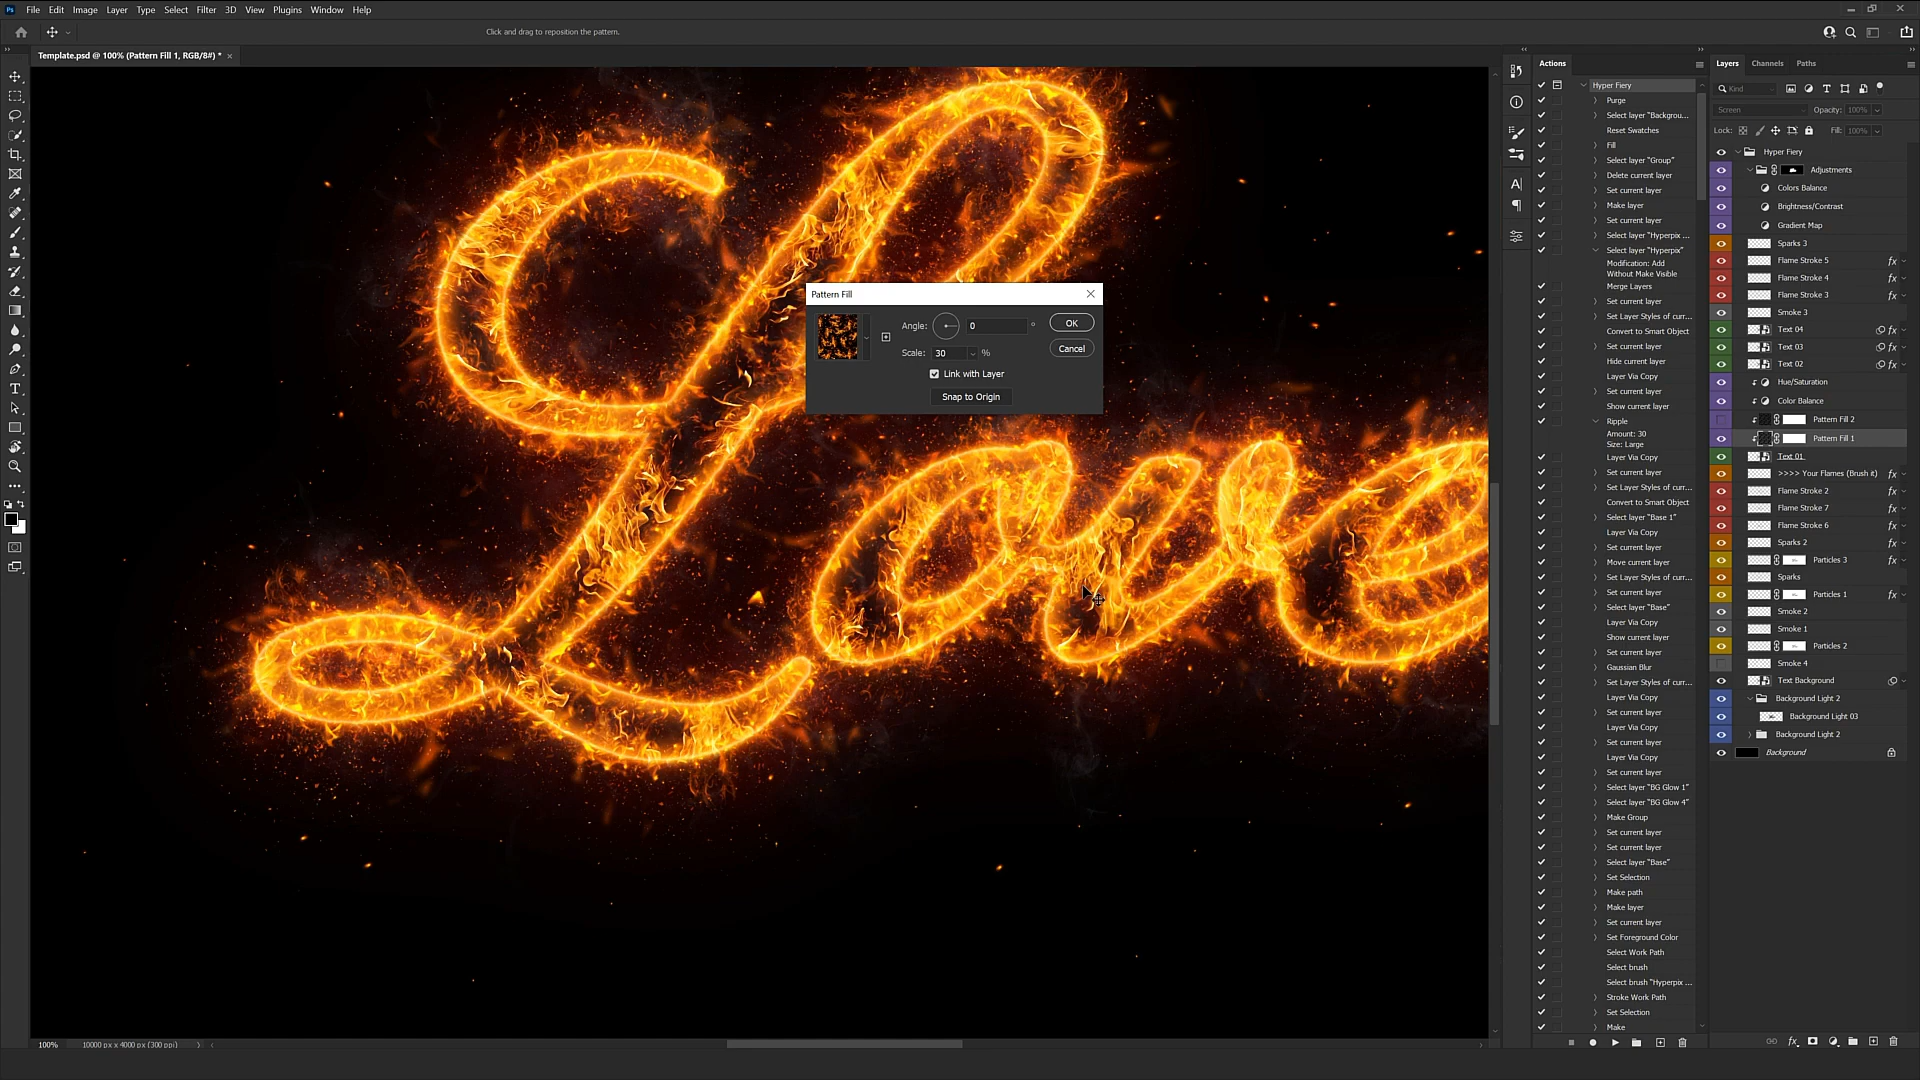 Ps File Edit Image Layer Type Select Filter 3D View Plugins Window Help
Click and drag to reposition the pattern.
Template.psd @ 100% (Pattern Fill 1, RGB/8#) *
Love
Pattern Fill
Angle: 0 °
OK
Scale: 30 %
Cancel
Link with Layer
Snap to Origin
100% 10000 px x 4000 px (300 ppi)
Actions
Hyper Fiery
Purge
Select layer "Backgrou...
Reset Swatches
Fill
Select layer "Group"
Delete current layer
Set current layer
Make layer
Set current layer
Select layer "Hyperpix ...
Select layer "Hyperpix"
Modification: Add
Without Make Visible
Merge Layers
Set current layer
Set Layer Styles of curr...
Convert to Smart Object
Set current layer
Hide current layer
Layer Via Copy
Set current layer
Show current layer
Ripple
Amount: 30
Size: Large
Layer Via Copy
Set current layer
Set Layer Styles of curr...
Convert to Smart Object
Select layer "Base 1"
Layer Via Copy
Set current layer
Move current layer
Set Layer Styles of curr...
Set current layer
Select layer "Base"
Layer Via Copy
Show current layer
Set current layer
Gaussian Blur
Set Layer Styles of curr...
Layer Via Copy
Set current layer
Layer Via Copy
Set current layer
Layer Via Copy
Set current layer
Select layer "BG Glow 1"
Select layer "BG Glow 4"
Make Group
Set current layer
Set current layer
Select layer "Base"
Set Selection
Make path
Make layer
Set current layer
Set Foreground Color
Select Work Path
Select brush
Select brush "Hyperpix ...
Stroke Work Path
Set Selection
Make
Layers Channels Paths
Kind
Screen Opacity: 100%
Lock: Fill: 100%
Hyper Fiery
Adjustments
Colors Balance
Brightness/Contrast
Gradient Map
Sparks 3
Flame Stroke 5 fx
Flame Stroke 4 fx
Flame Stroke 3 fx
Smoke 3
Text 04 fx
Text 03 fx
Text 02 fx
Hue/Saturation
Color Balance
Pattern Fill 2
Pattern Fill 1
Text 01
>>>> Your Flames (Brush it) fx
Flame Stroke 2 fx
Flame Stroke 7 fx
Flame Stroke 6 fx
Sparks 2 fx
Particles 3 fx
Sparks
Particles 1 fx
Smoke 2
Smoke 1
Particles 2
Smoke 4
Text Background
Background Light 2
Background Light 03
Background Light 2
Background
fx